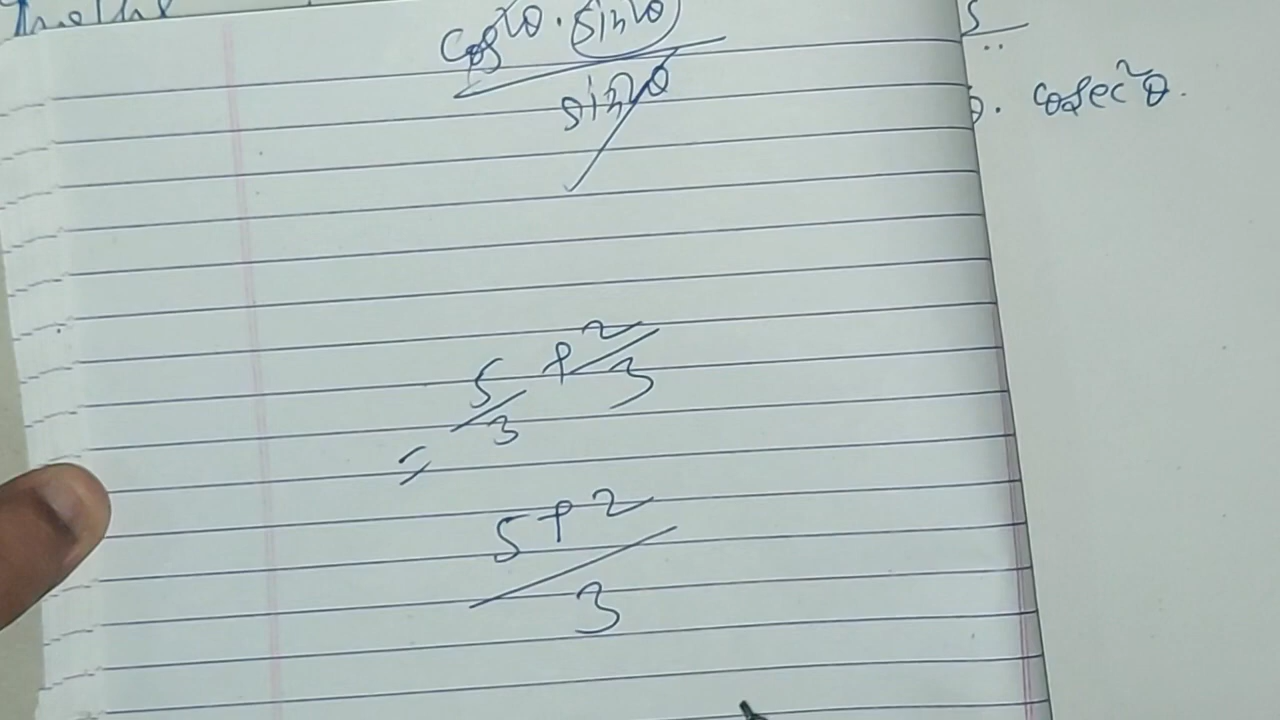 cos²θ · sin²θ
sin²θ
cosec²θ.
5/3 + 2/3
=
5 + 2
3